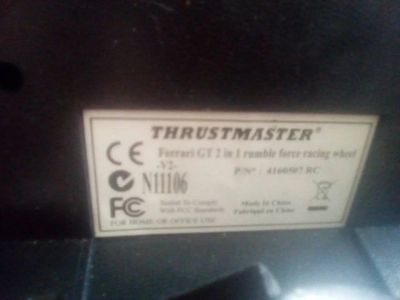 THRUSTMASTER®
CE Ferrari GT 2 in 1 rumble force racing wheel
-V2-
P/N° : 4160507 RC
N11106
FC Tested To Comply
With FCC Standards
FOR HOME OR OFFICE USE
Made In China
Fabriqué en Chine